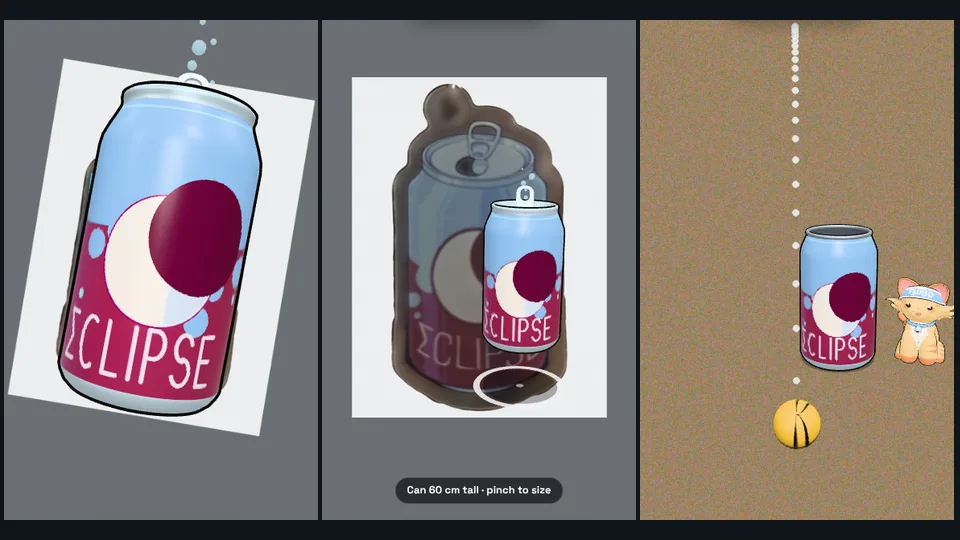 ΣCLIPSE
ΣCLIPSE
ΣCLIPSE
Can 60 cm tall · pinch to size
ΣCLIPSE
K